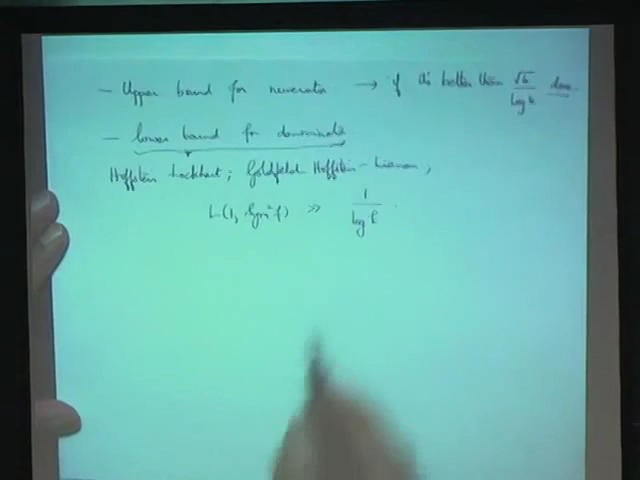 - Upper bound for numerator → if this better than √k / log k done
- lower bound for denominator
Hoffstein Lockhart; Goldfeld Hoffstein-Lieman,
L(1, Sym² f) >> 1 / log k